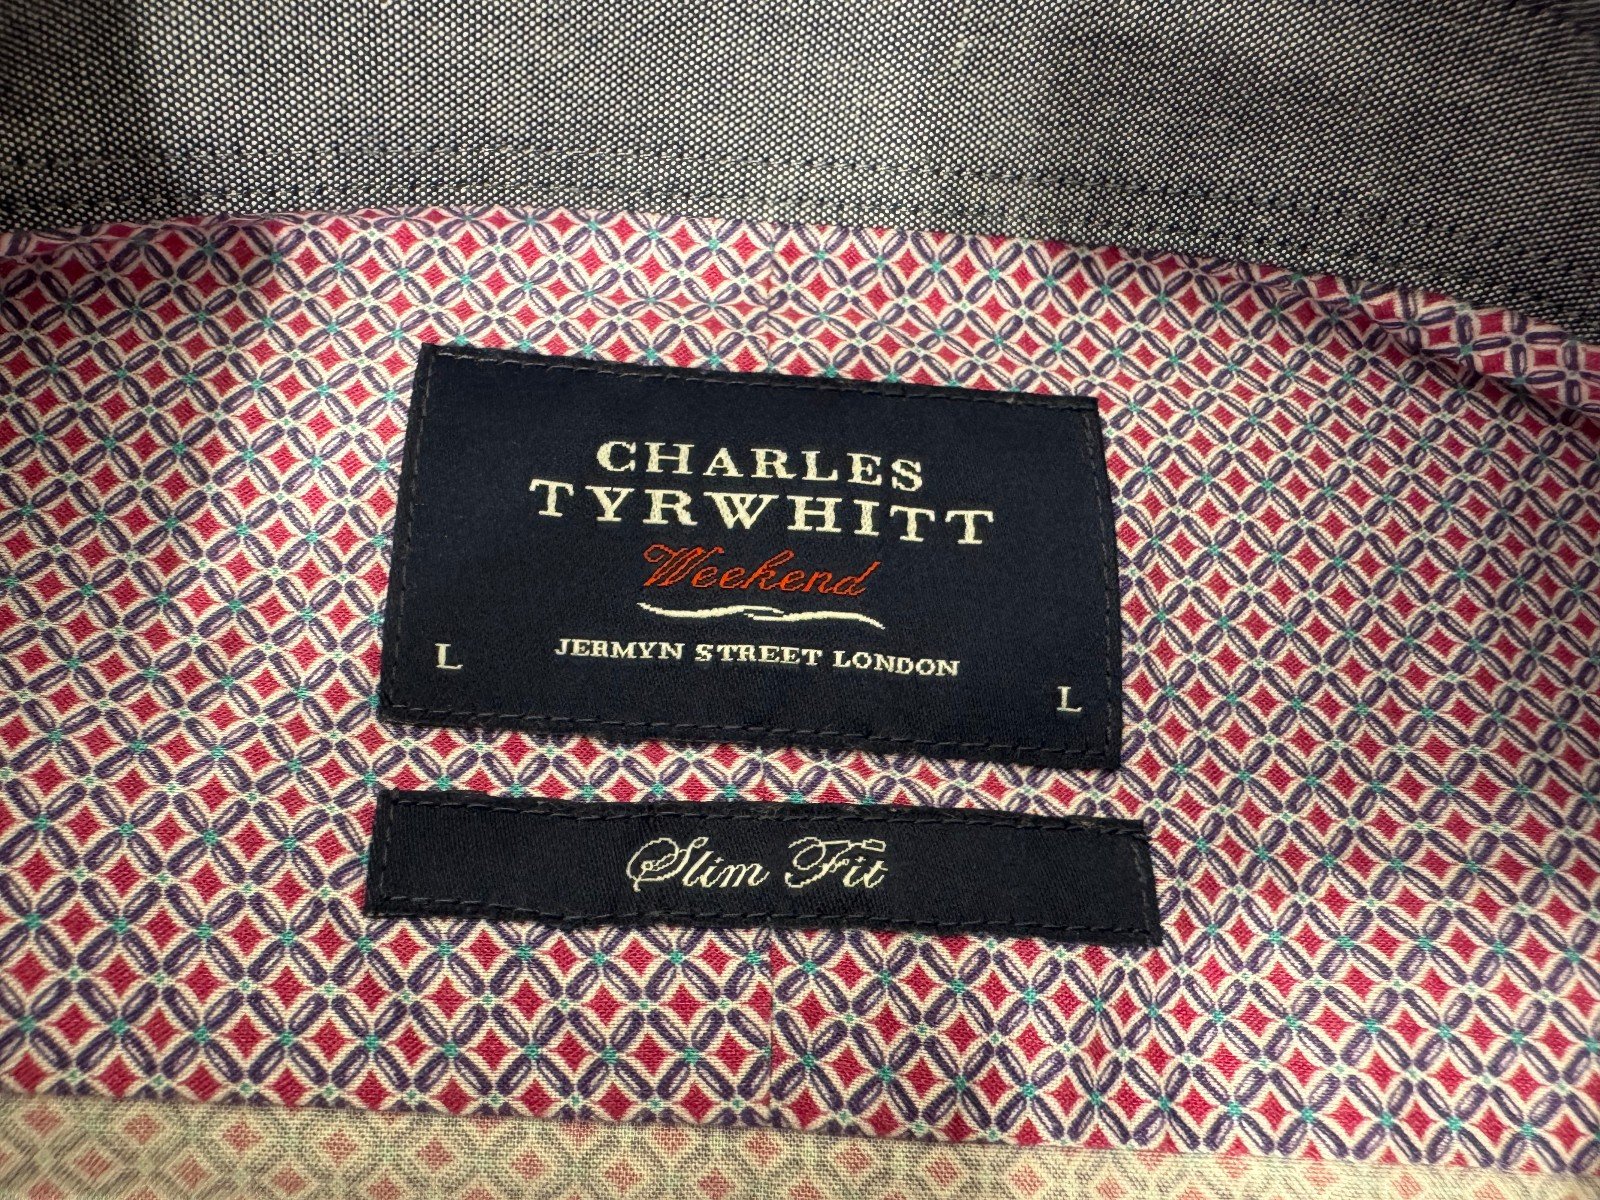 CHARLES
TYRWHITT
Weekend
JERMYN STREET LONDON
L
L
Slim Fit